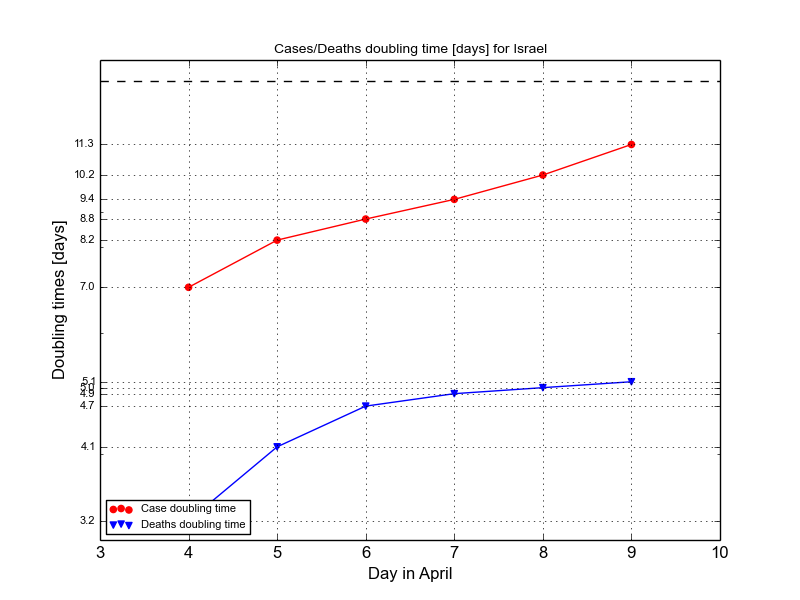 Cases/Deaths doubling time [days] for Israel
Doubling times [days]
11.3
10.2
9.4
8.8
8.2
7.0
5.1
5.0
4.9
4.7
4.1
3.2
Case doubling time
Deaths doubling time
3 4 5 6 7 8 9 10
Day in April